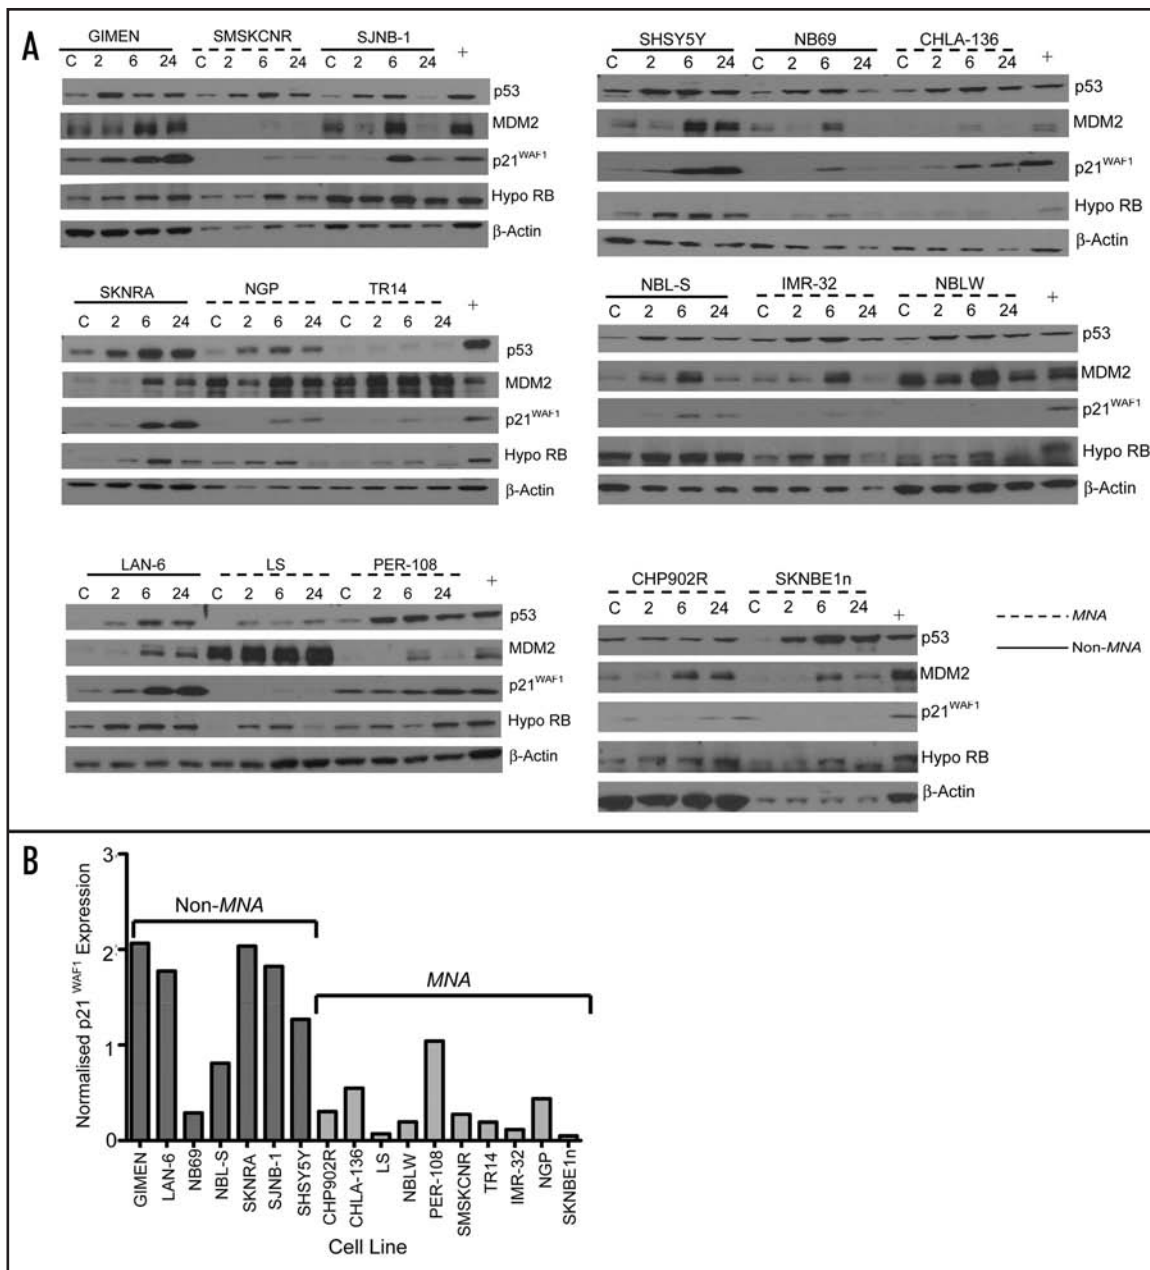 A
GIMEN SMSKCNR SJNB-1
C 2 6 24 C 2 6 24 C 2 6 24 +
p53
MDM2
p21WAF1
Hypo RB
β-Actin
SHSY5Y NB69 CHLA-136
C 2 6 24 C 2 6 24 C 2 6 24 +
p53
MDM2
p21WAF1
Hypo RB
β-Actin
SKNRA NGP TR14
C 2 6 24 C 2 6 24 C 2 6 24 +
p53
MDM2
p21WAF1
Hypo RB
β-Actin
NBL-S IMR-32 NBLW
C 2 6 24 C 2 6 24 C 2 6 24 +
p53
MDM2
p21WAF1
Hypo RB
β-Actin
LAN-6 LS PER-108
C 2 6 24 C 2 6 24 C 2 6 24 +
p53
MDM2
p21WAF1
Hypo RB
β-Actin
CHP902R SKNBE1n
C 2 6 24 C 2 6 24 +
p53
MDM2
p21WAF1
Hypo RB
β-Actin
MNA
Non-MNA
B
Normalised p21 WAF1 Expression
3
2
1
0
Non-MNA
MNA
GIMEN
LAN-6
NB69
NBL-S
SKNRA
SJNB-1
SHSY5Y
CHP902R
CHLA-136
LS
NBLW
PER-108
SMSKCNR
TR14
IMR-32
NGP
SKNBE1n
Cell Line